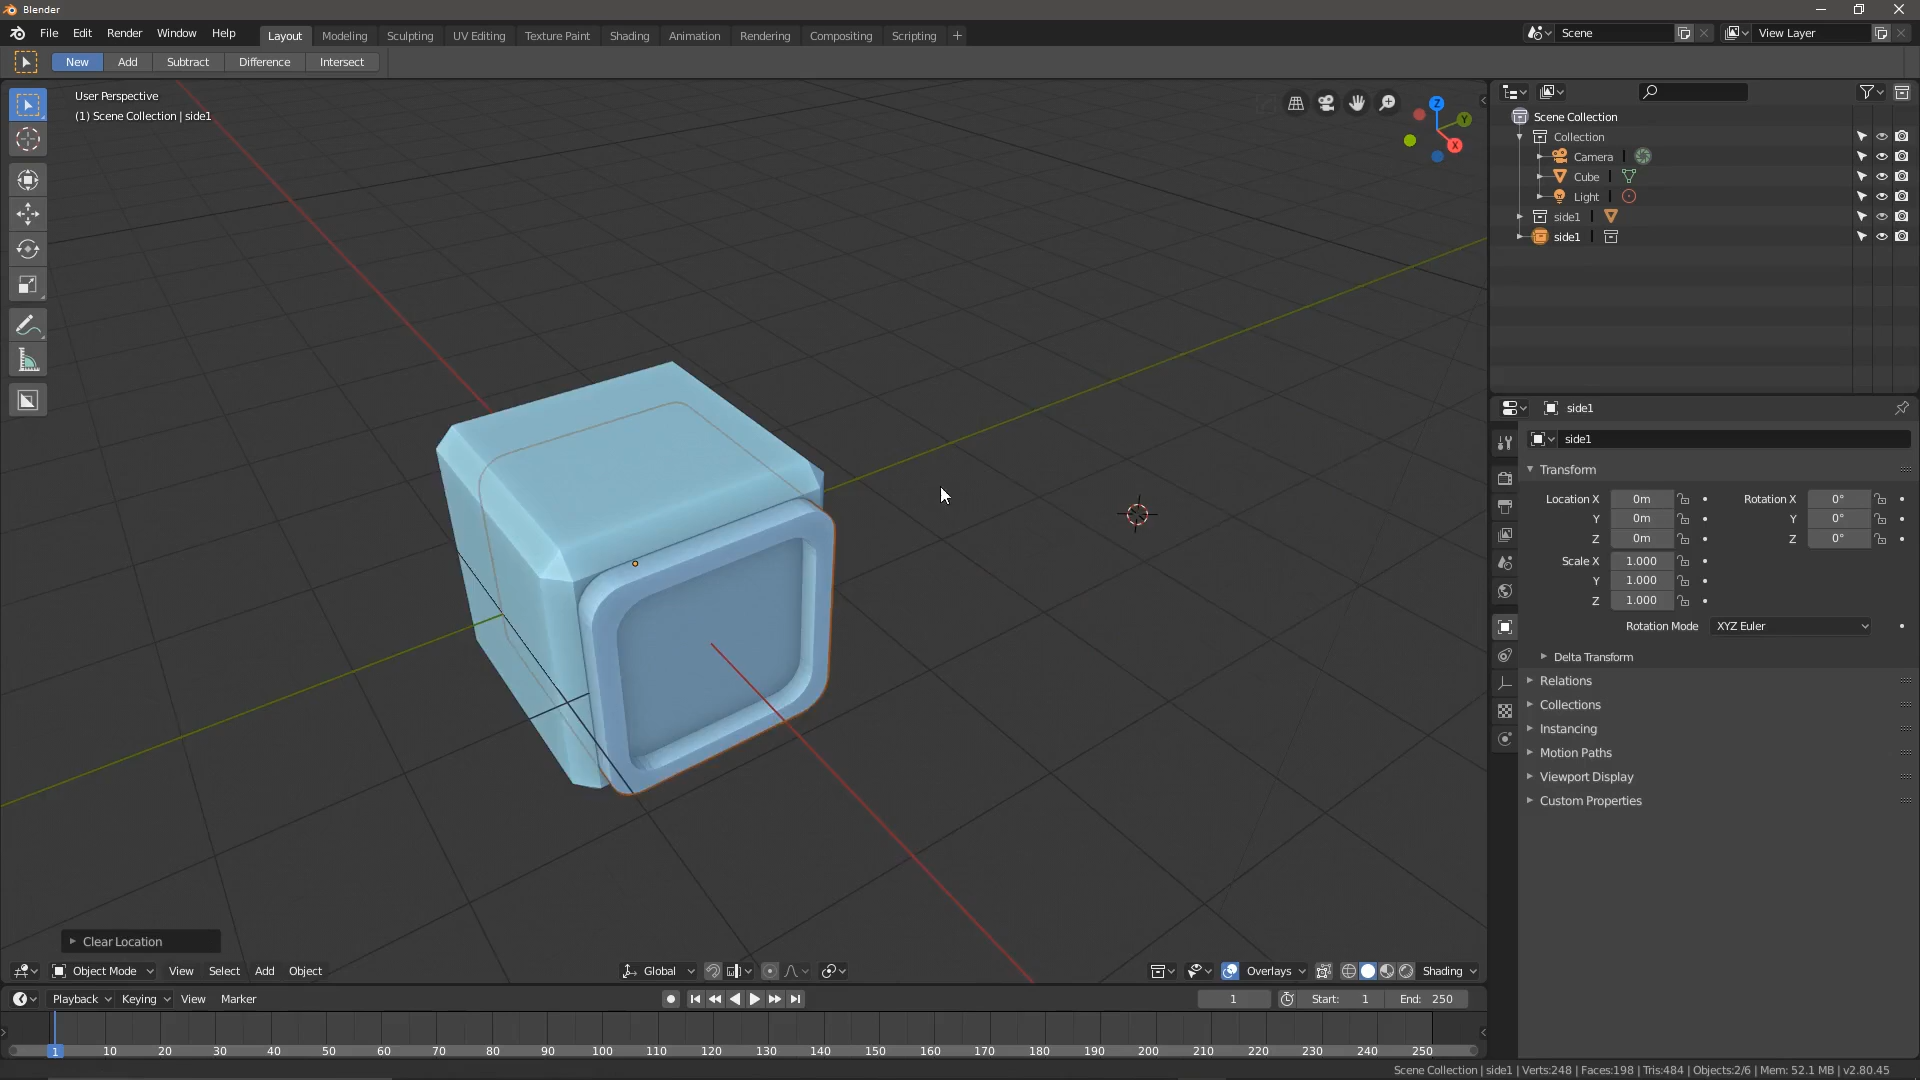 Blender
File Edit Render Window Help Layout Modeling Sculpting UV Editing Texture Paint Shading Animation Rendering Compositing Scripting + Scene View Layer
New Add Subtract Difference Intersect
User Perspective
(1) Scene Collection | side1
Z
Y
X
Scene Collection
Collection
Camera
Cube
Light
side1
side1
side1
side1
Transform
Location X 0m Rotation X 0°
Y 0m Y 0°
Z 0m Z 0°
Scale X 1.000
Y 1.000
Z 1.000
Rotation Mode XYZ Euler
Delta Transform
Relations
Collections
Instancing
Motion Paths
Viewport Display
Custom Properties
Clear Location
Object Mode View Select Add Object Global Overlays Shading
Playback Keying View Marker 1 Start: 1 End: 250
1 10 20 30 40 50 60 70 80 90 100 110 120 130 140 150 160 170 180 190 200 210 220 230 240 250
Scene Collection | side1 | Verts:248 | Faces:198 | Tris:484 | Objects:2/6 | Mem: 52.1 MB | v2.80.45